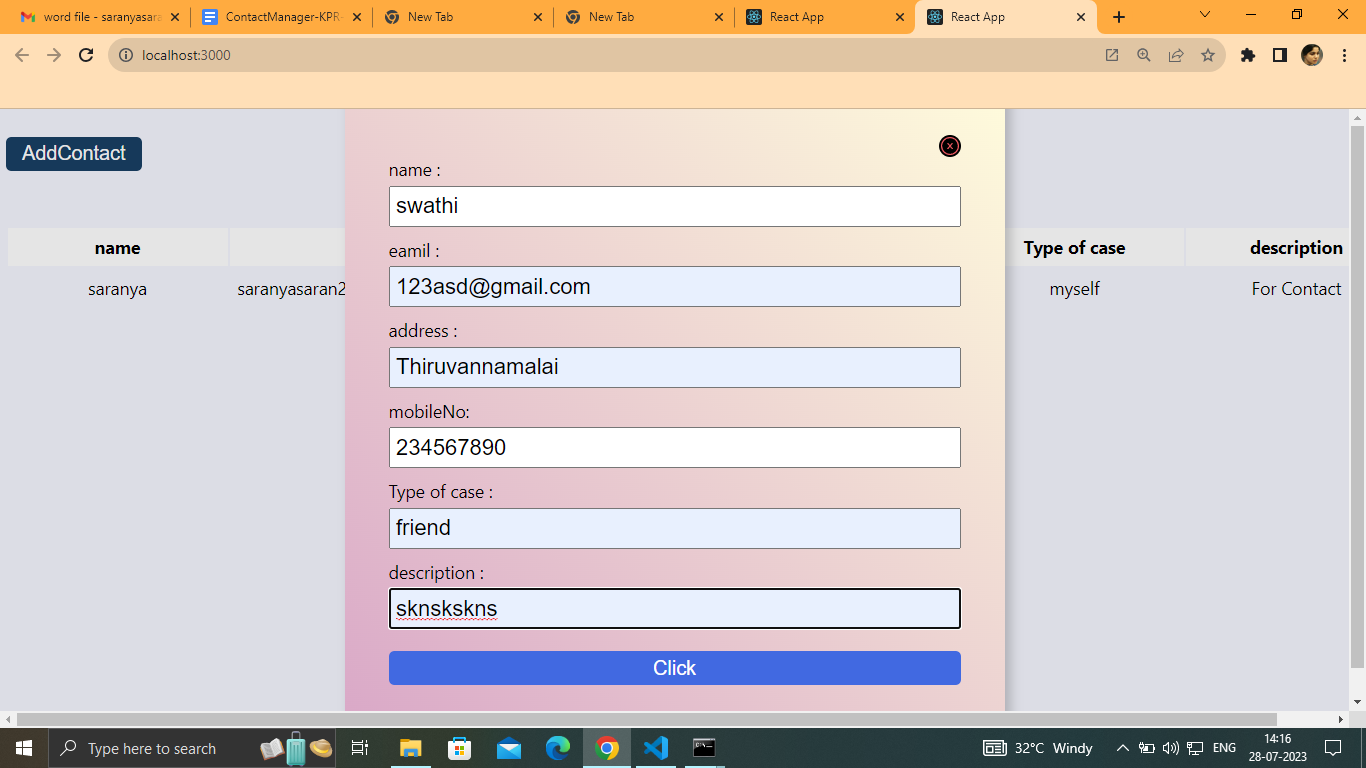 word file - saranyasara
ContactManager-KPR-
New Tab
New Tab
React App
React App
localhost:3000
AddContact
x
name :
swathi
eamil :
123asd@gmail.com
address :
Thiruvannamalai
mobileNo:
234567890
Type of case :
friend
description :
sknskskns
Click
name
Type of case
description
saranya
saranyasaran2
myself
For Contact
Type here to search
32°C Windy
ENG
14:16
28-07-2023